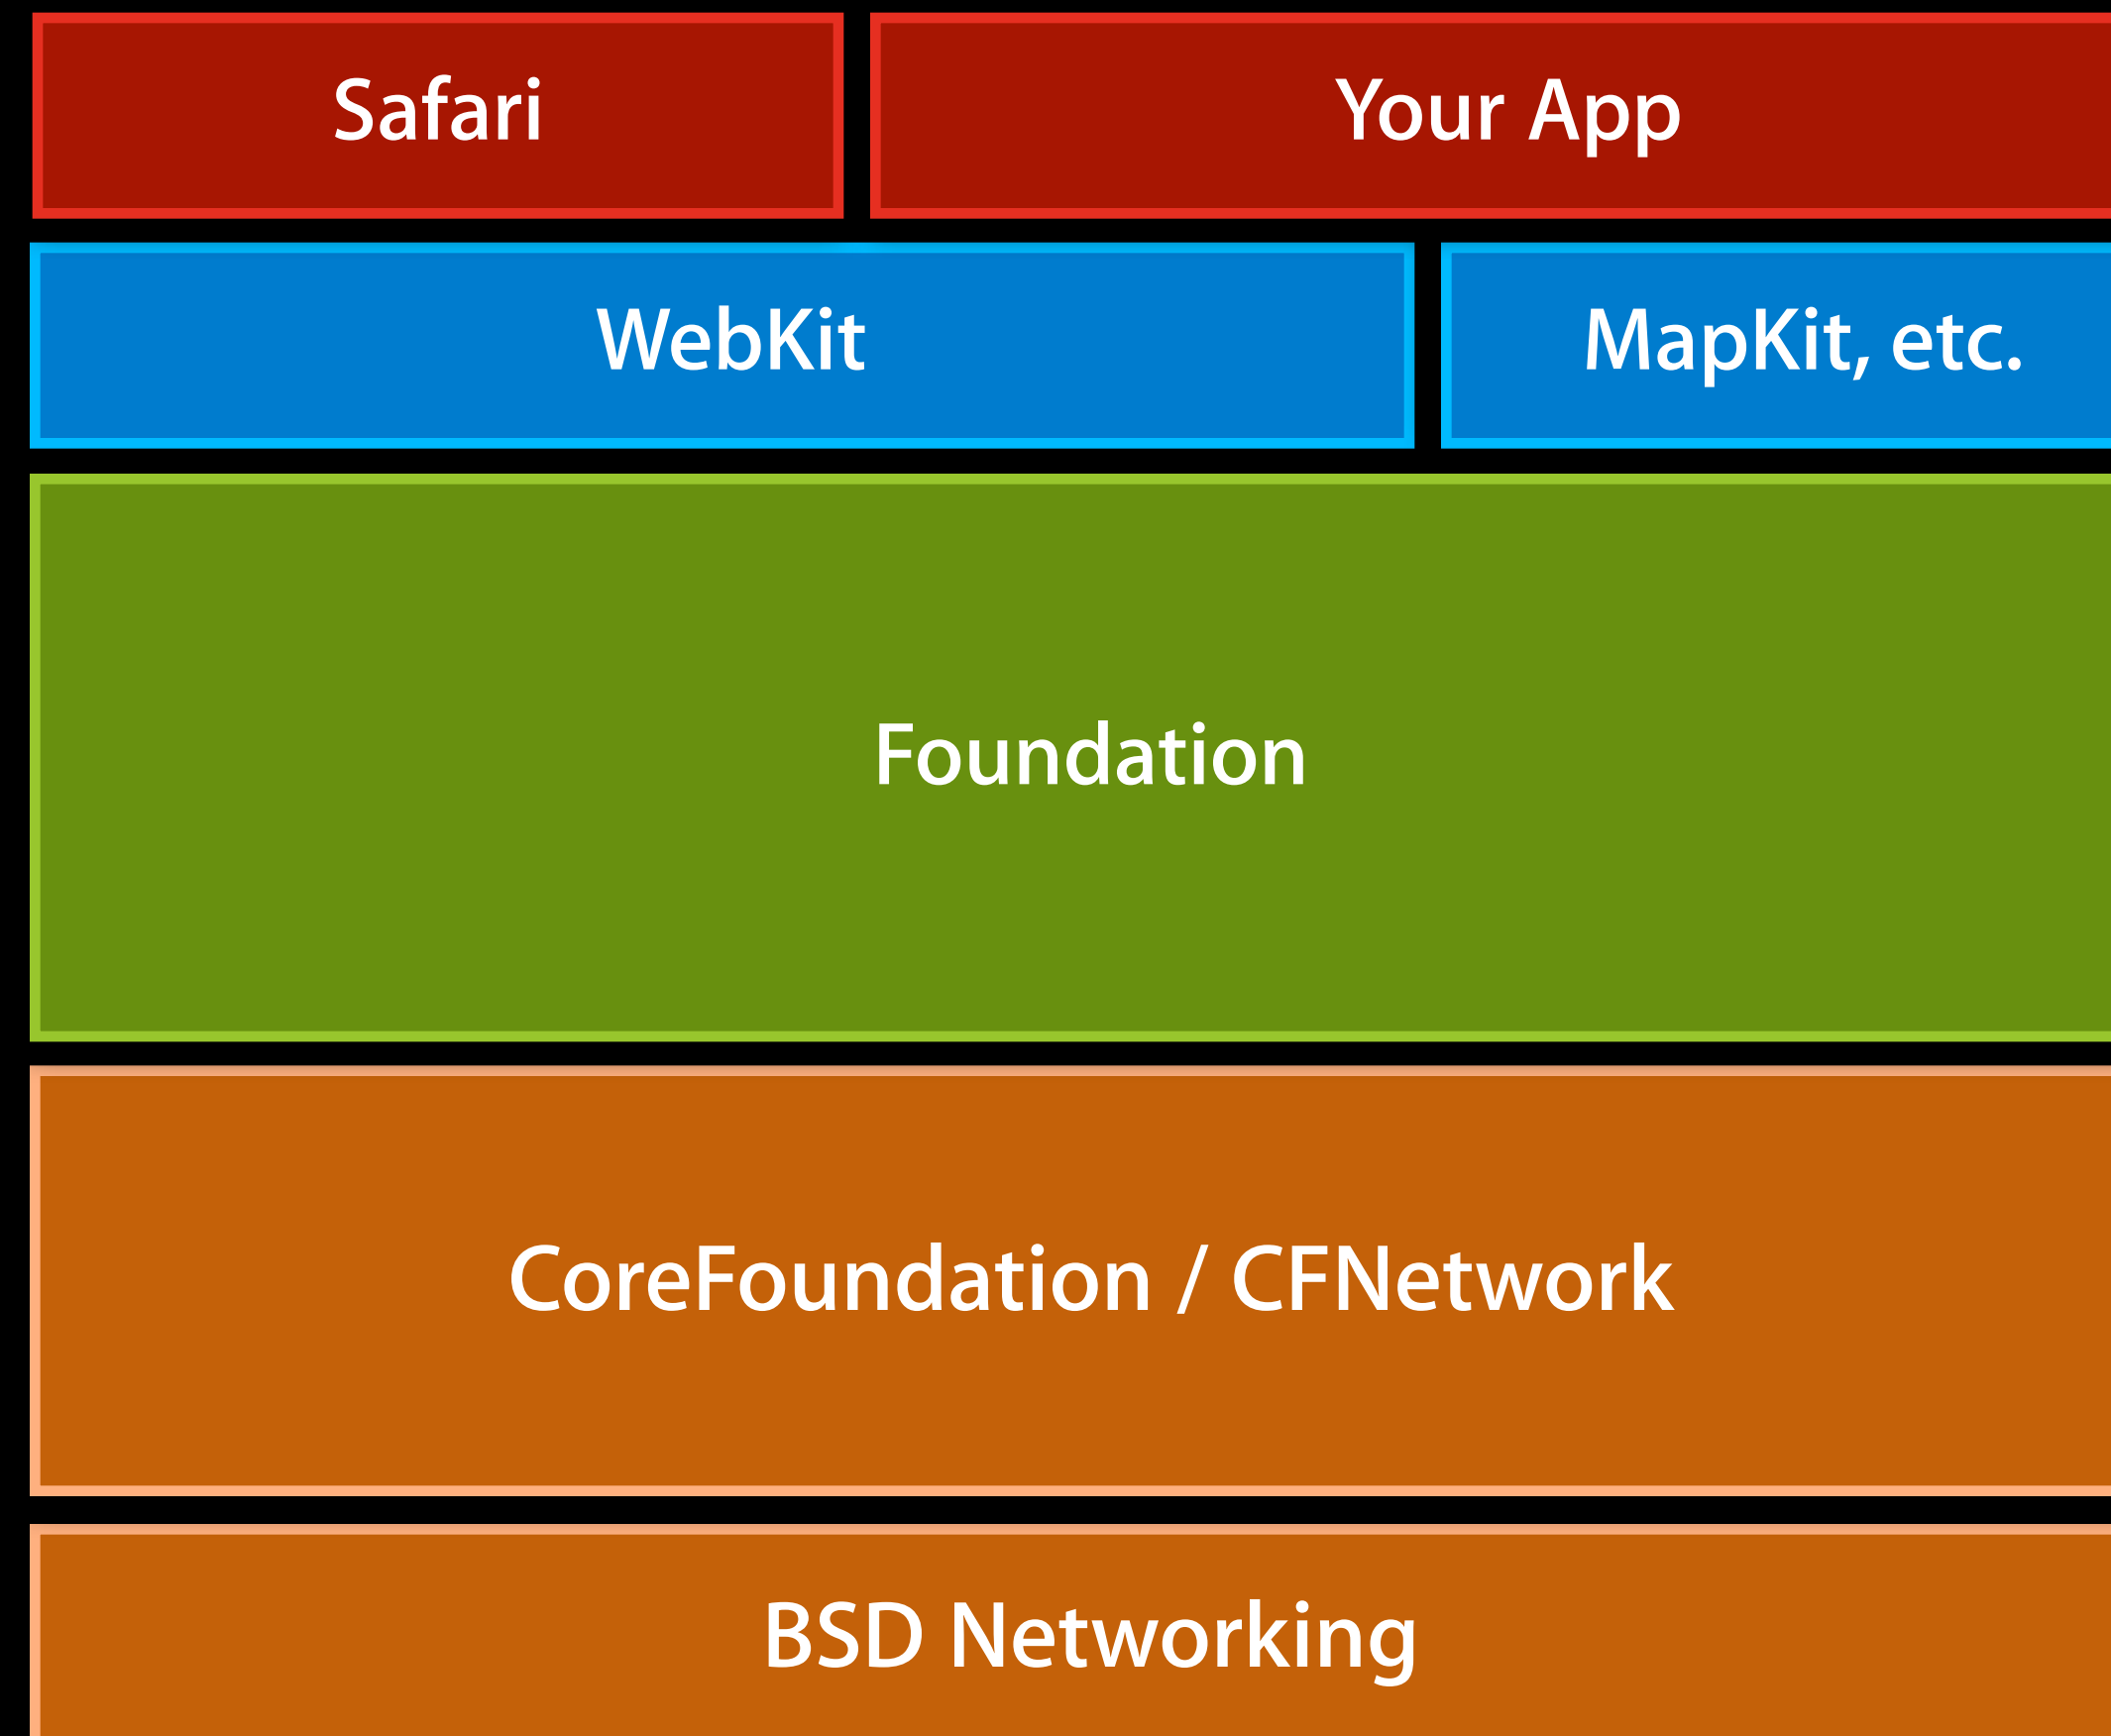 Safari
Your App
WebKit
MapKit, etc.
Foundation
CoreFoundation / CFNetwork
BSD Networking